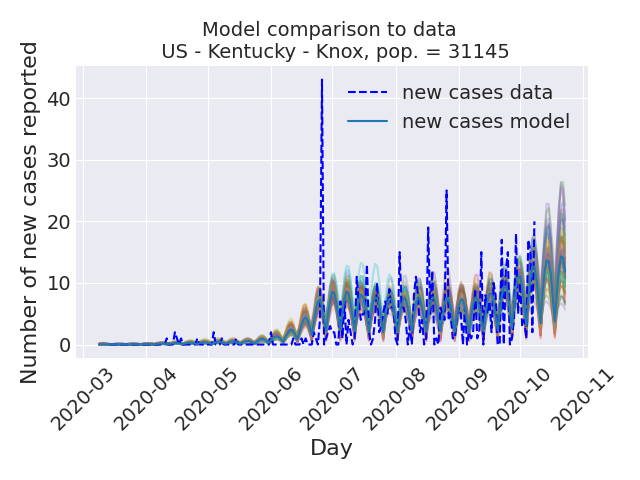 Model comparison to data
US - Kentucky - Knox, pop. = 31145
Number of new cases reported
40
30
20
10
0
new cases data
new cases model
2020-03
2020-04
2020-05
2020-06
2020-07
2020-08
2020-09
2020-10
2020-11
Day